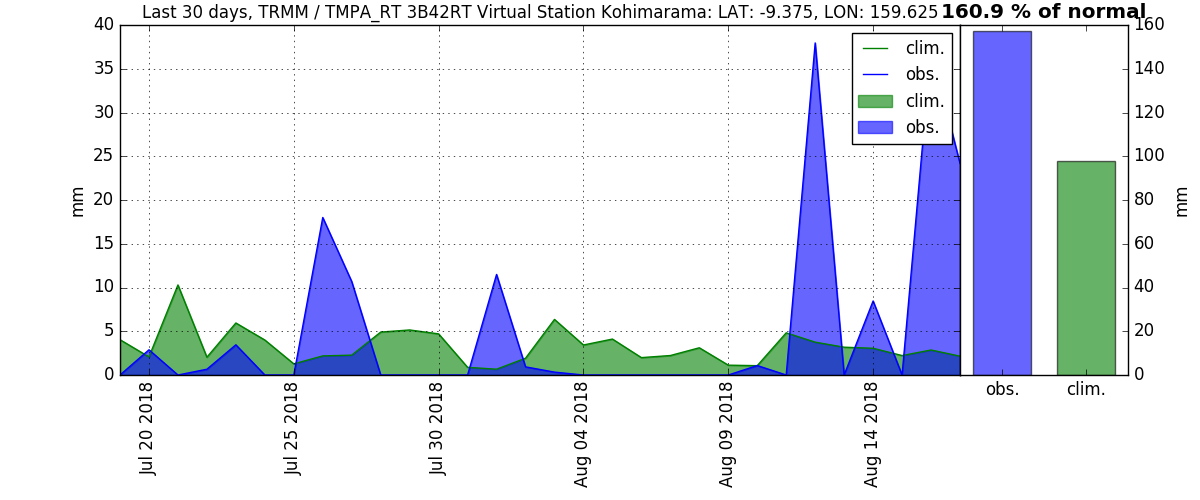 Last 30 days, TRMM / TMPA_RT 3B42RT Virtual Station Kohimarama: LAT: -9.375, LON: 159.625
160.9 % of normal
clim.
obs.
clim.
obs.
40
35
30
25
20
15
10
5
0
mm
Jul 20 2018
Jul 25 2018
Jul 30 2018
Aug 04 2018
Aug 09 2018
Aug 14 2018
160
140
120
100
80
60
40
20
0
mm
obs.
clim.